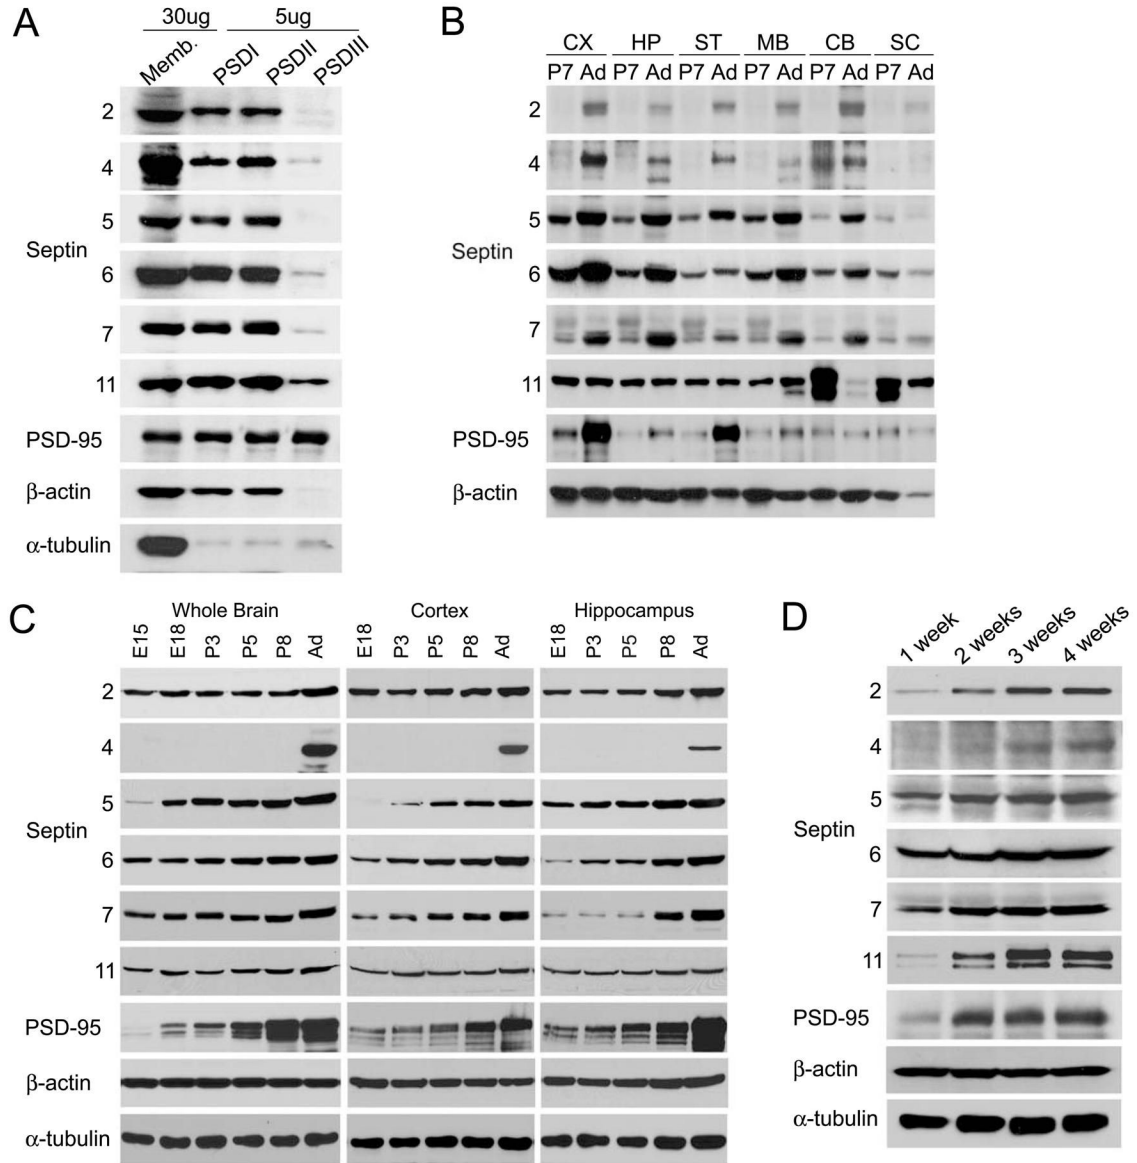 A
30ug 5ug
Memb. PSDI PSDII PSDIII
2
4
5
Septin
6
7
11
PSD-95
β-actin
α-tubulin
B
CX HP ST MB CB SC
P7 Ad P7 Ad P7 Ad P7 Ad P7 Ad P7 Ad
2
4
5
Septin
6
7
11
PSD-95
β-actin
C
Whole Brain Cortex Hippocampus
E15 E18 P3 P5 P8 Ad E18 P3 P5 P8 Ad E18 P3 P5 P8 Ad
2
4
5
Septin
6
7
11
PSD-95
β-actin
α-tubulin
D
1 week 2 weeks 3 weeks 4 weeks
2
4
5
Septin
6
7
11
PSD-95
β-actin
α-tubulin